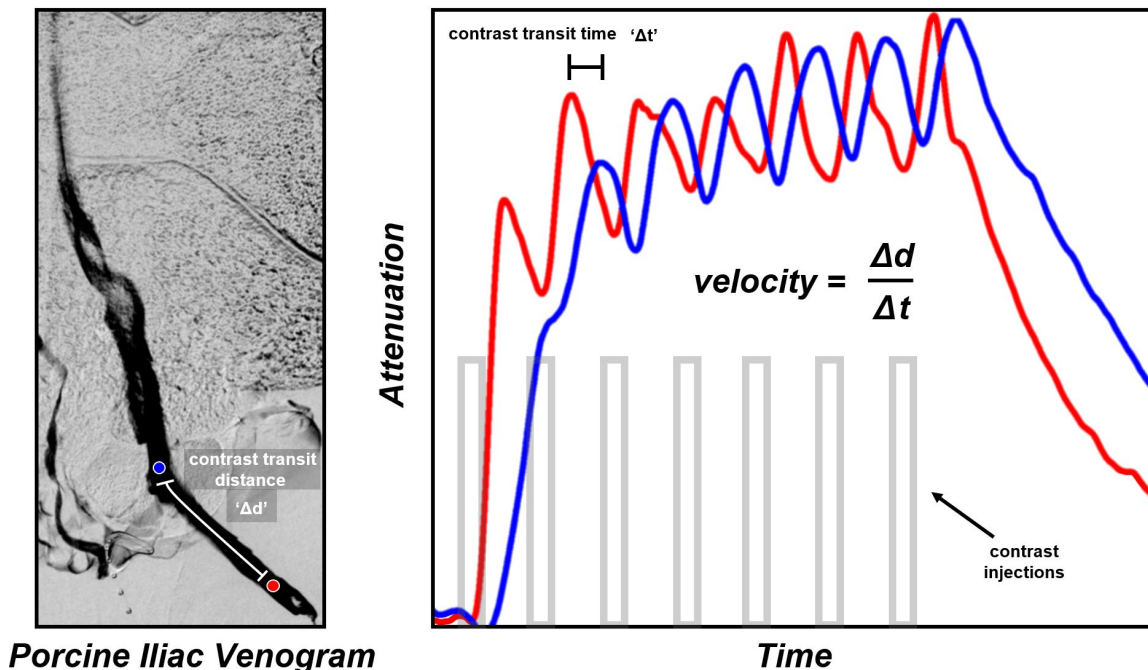 contrast transit
distance
‘Δd’
Porcine Iliac Venogram
contrast transit time ‘Δt’
Attenuation
velocity = Δd
Δt
contrast
injections
Time